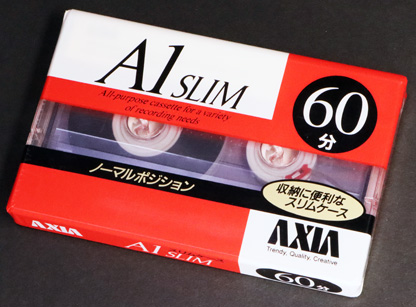 A1 SLIM
All-purpose cassette for a variety
of recording needs
60
分
ノーマルポジション
収納に便利な
スリムケース
AXIA
Trendy, Quality, Creative
AXIA
A1 SLIM
60分